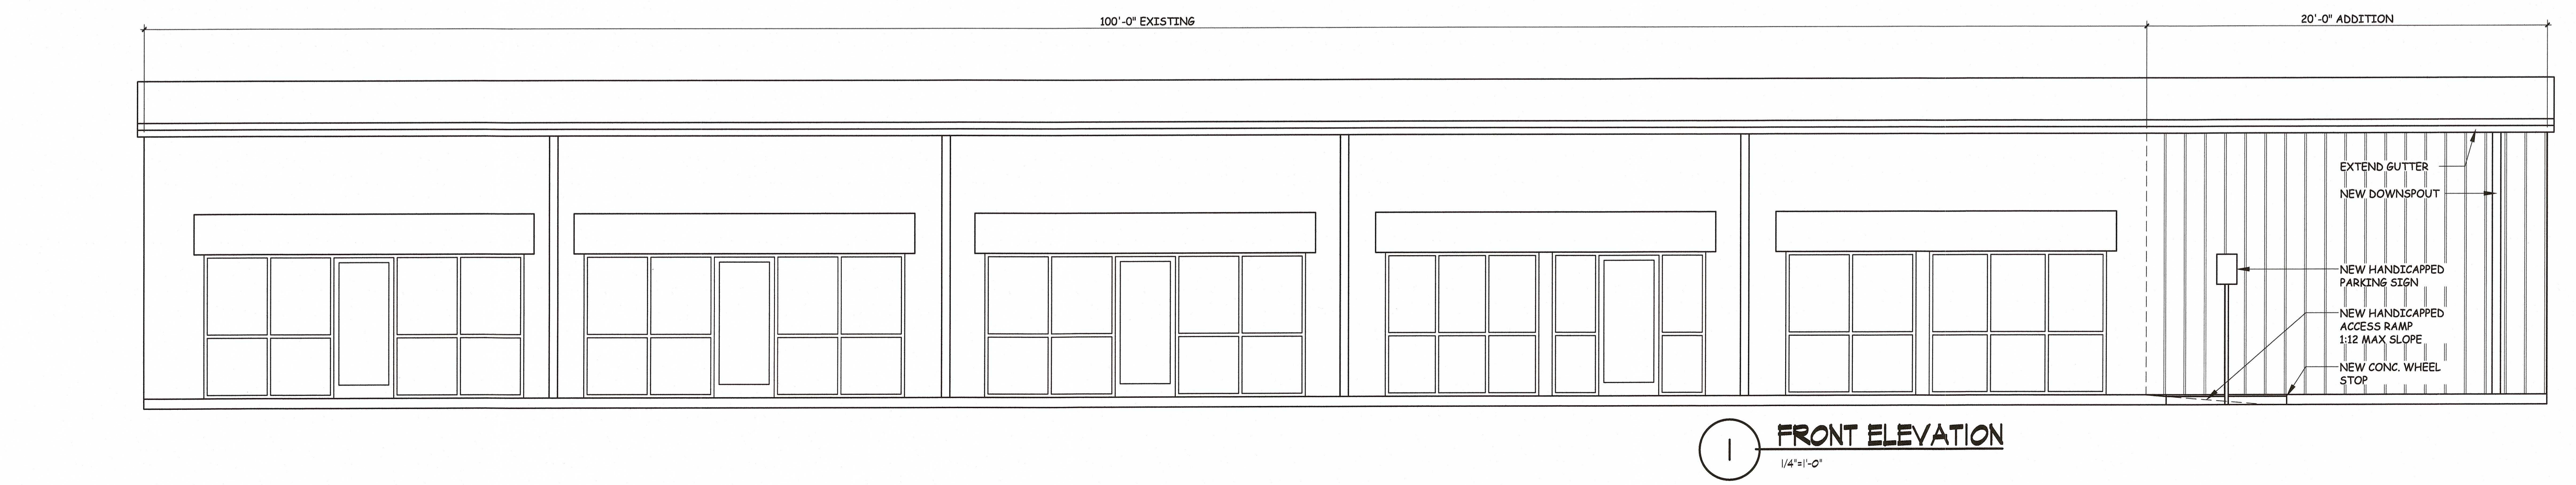 100'-0" EXISTING
20'-0" ADDITION
EXTEND GUTTER
NEW DOWNSPOUT
NEW HANDICAPPED
PARKING SIGN
NEW HANDICAPPED
ACCESS RAMP
1:12 MAX SLOPE
NEW CONC. WHEEL
STOP
1
FRONT ELEVATION
1/4"=1'-0"